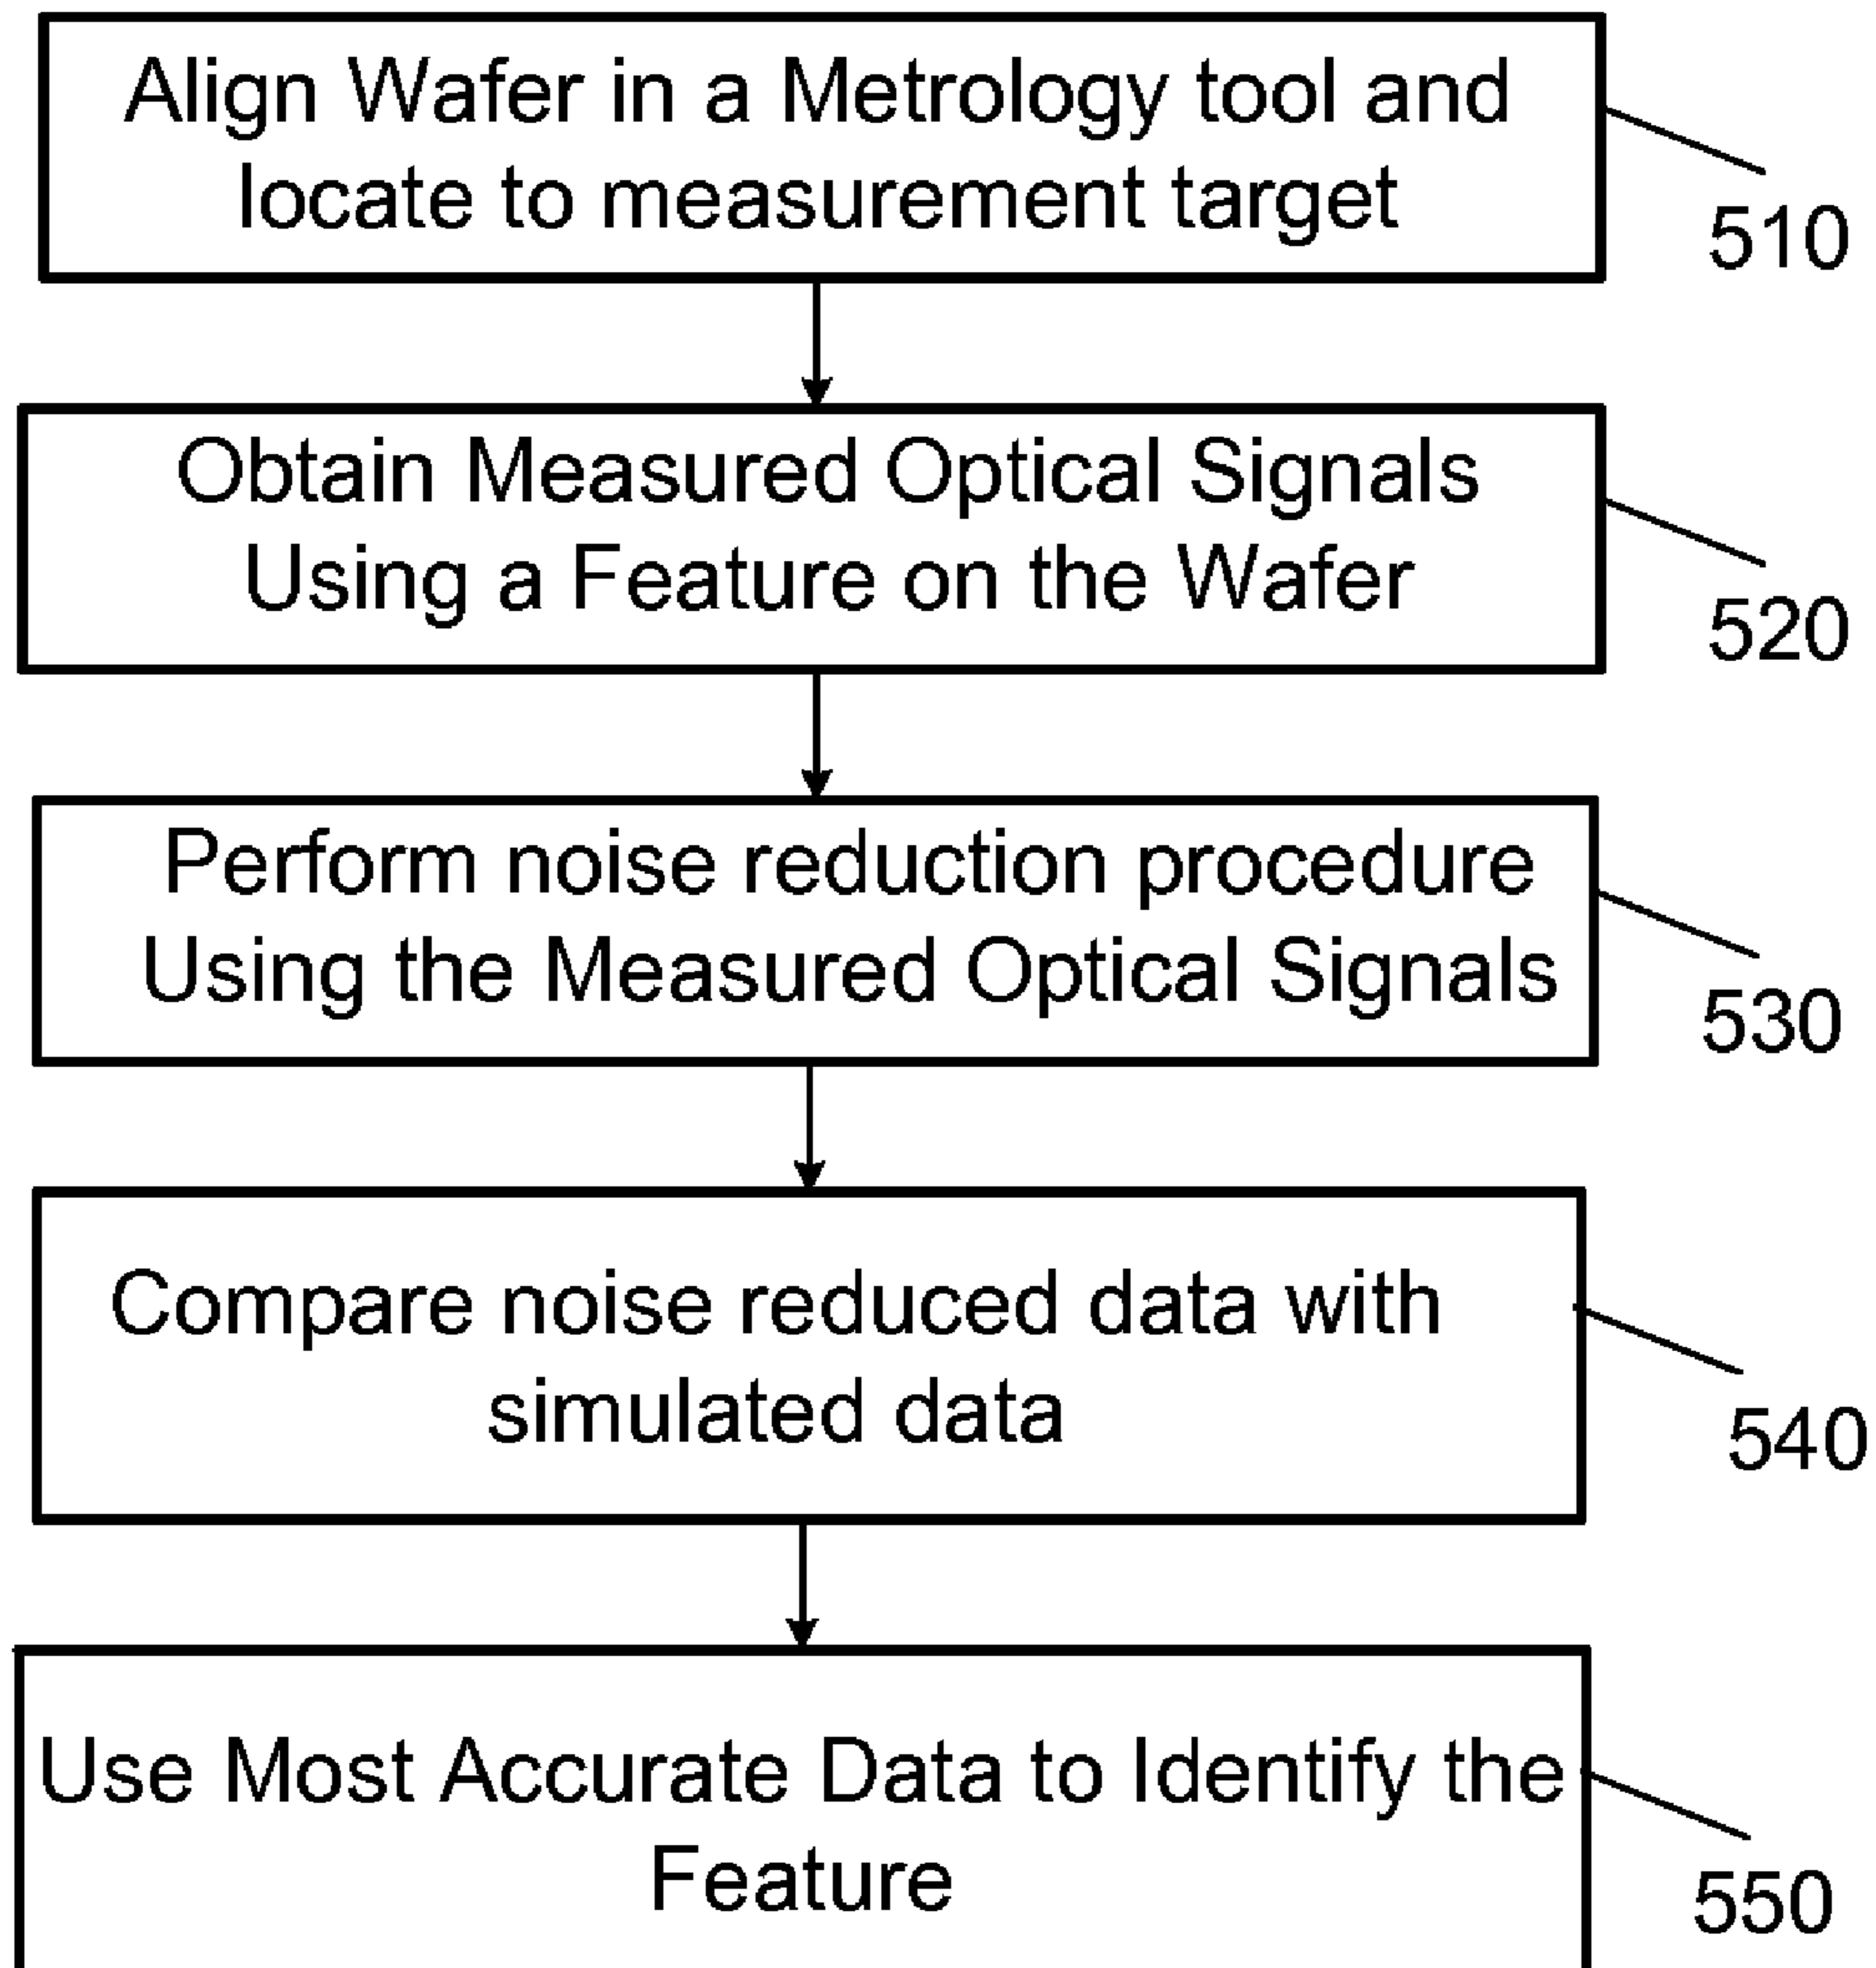 Align Wafer in a Metrology tool and
locate to measurement target
510
Obtain Measured Optical Signals
Using a Feature on the Wafer
520
Perform noise reduction procedure
Using the Measured Optical Signals
530
Compare noise reduced data with
simulated data
540
Use Most Accurate Data to Identify the
Feature
550